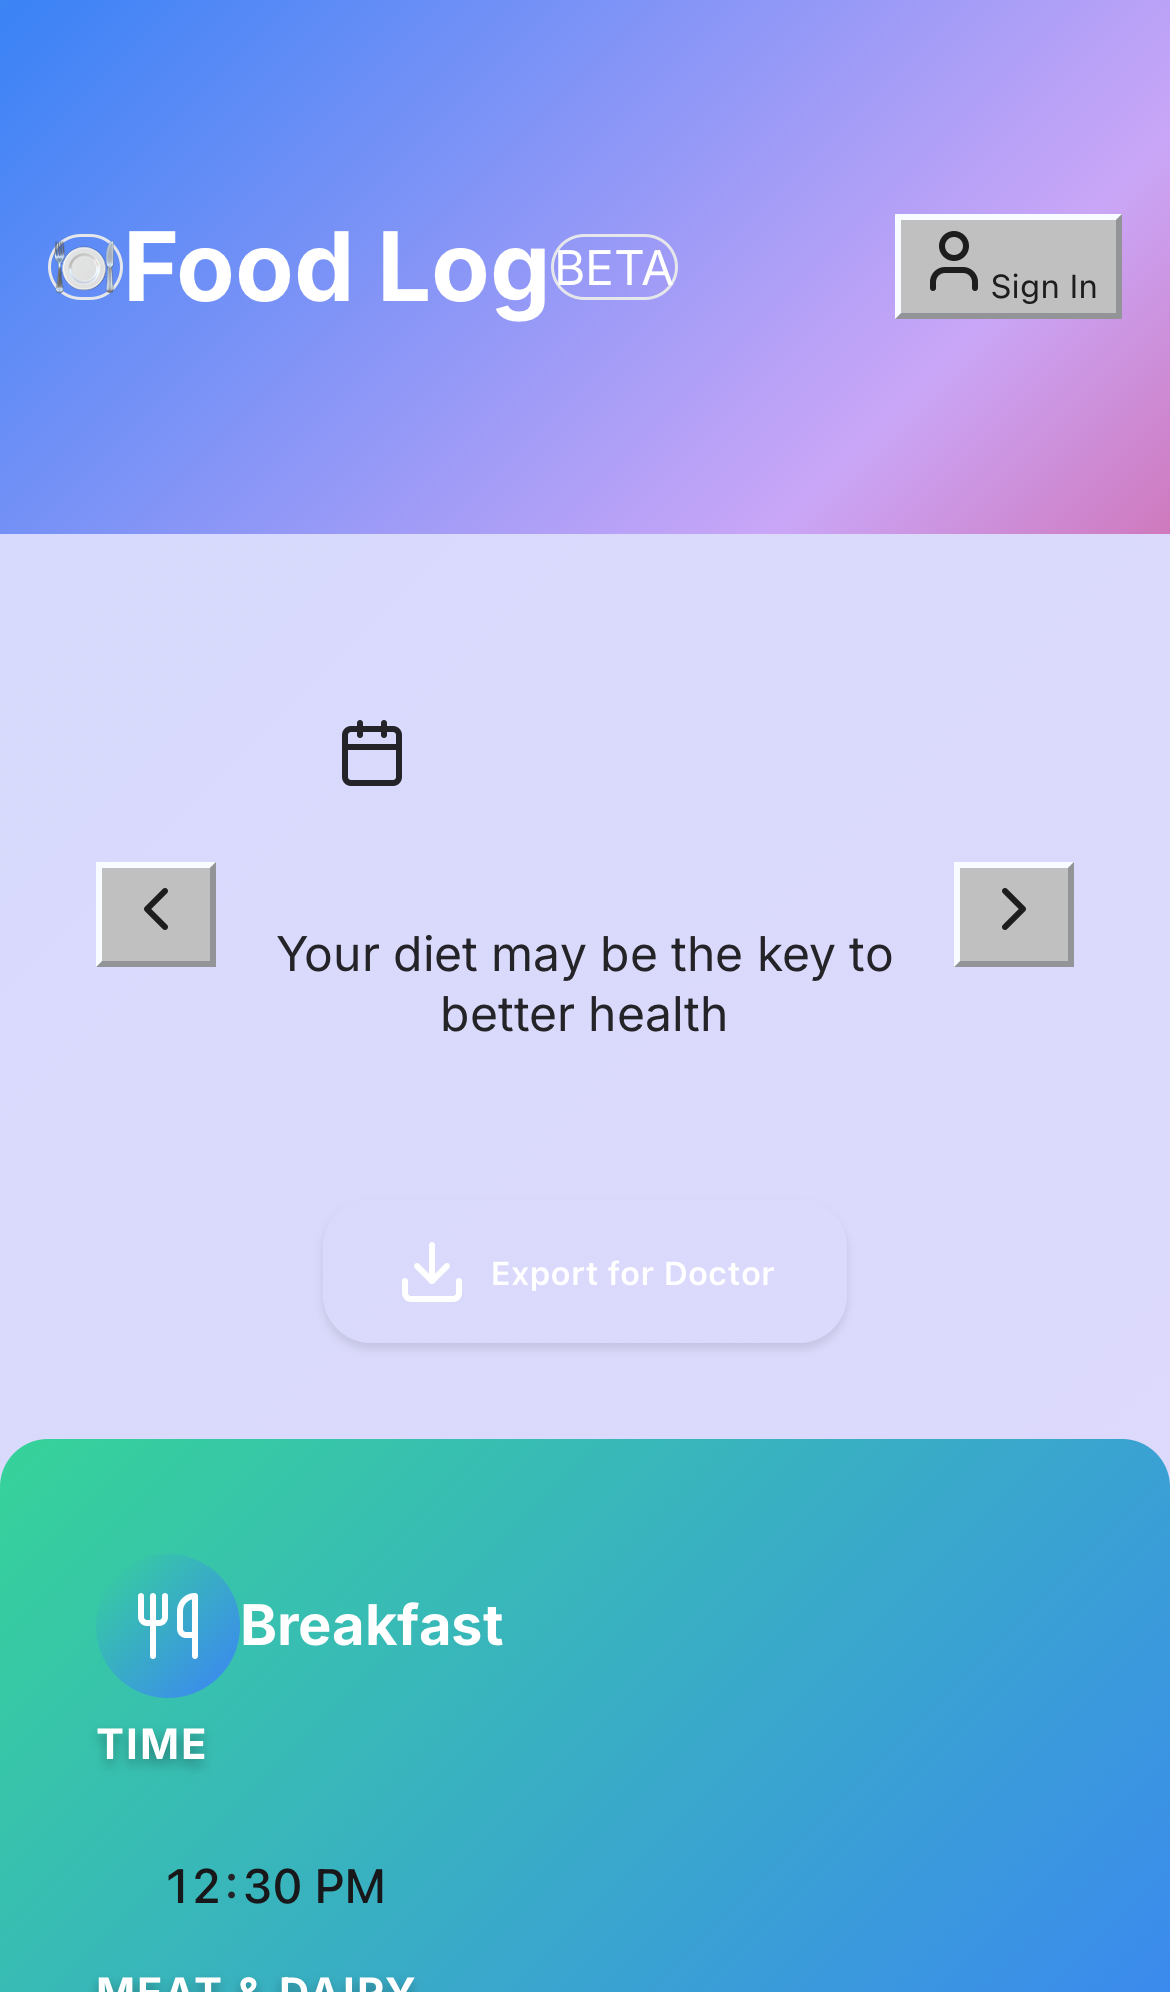 Food Log BETA
Sign In
Your diet may be the key to
better health
Export for Doctor
Breakfast
TIME
12:30 PM
MEAT & DAIRY